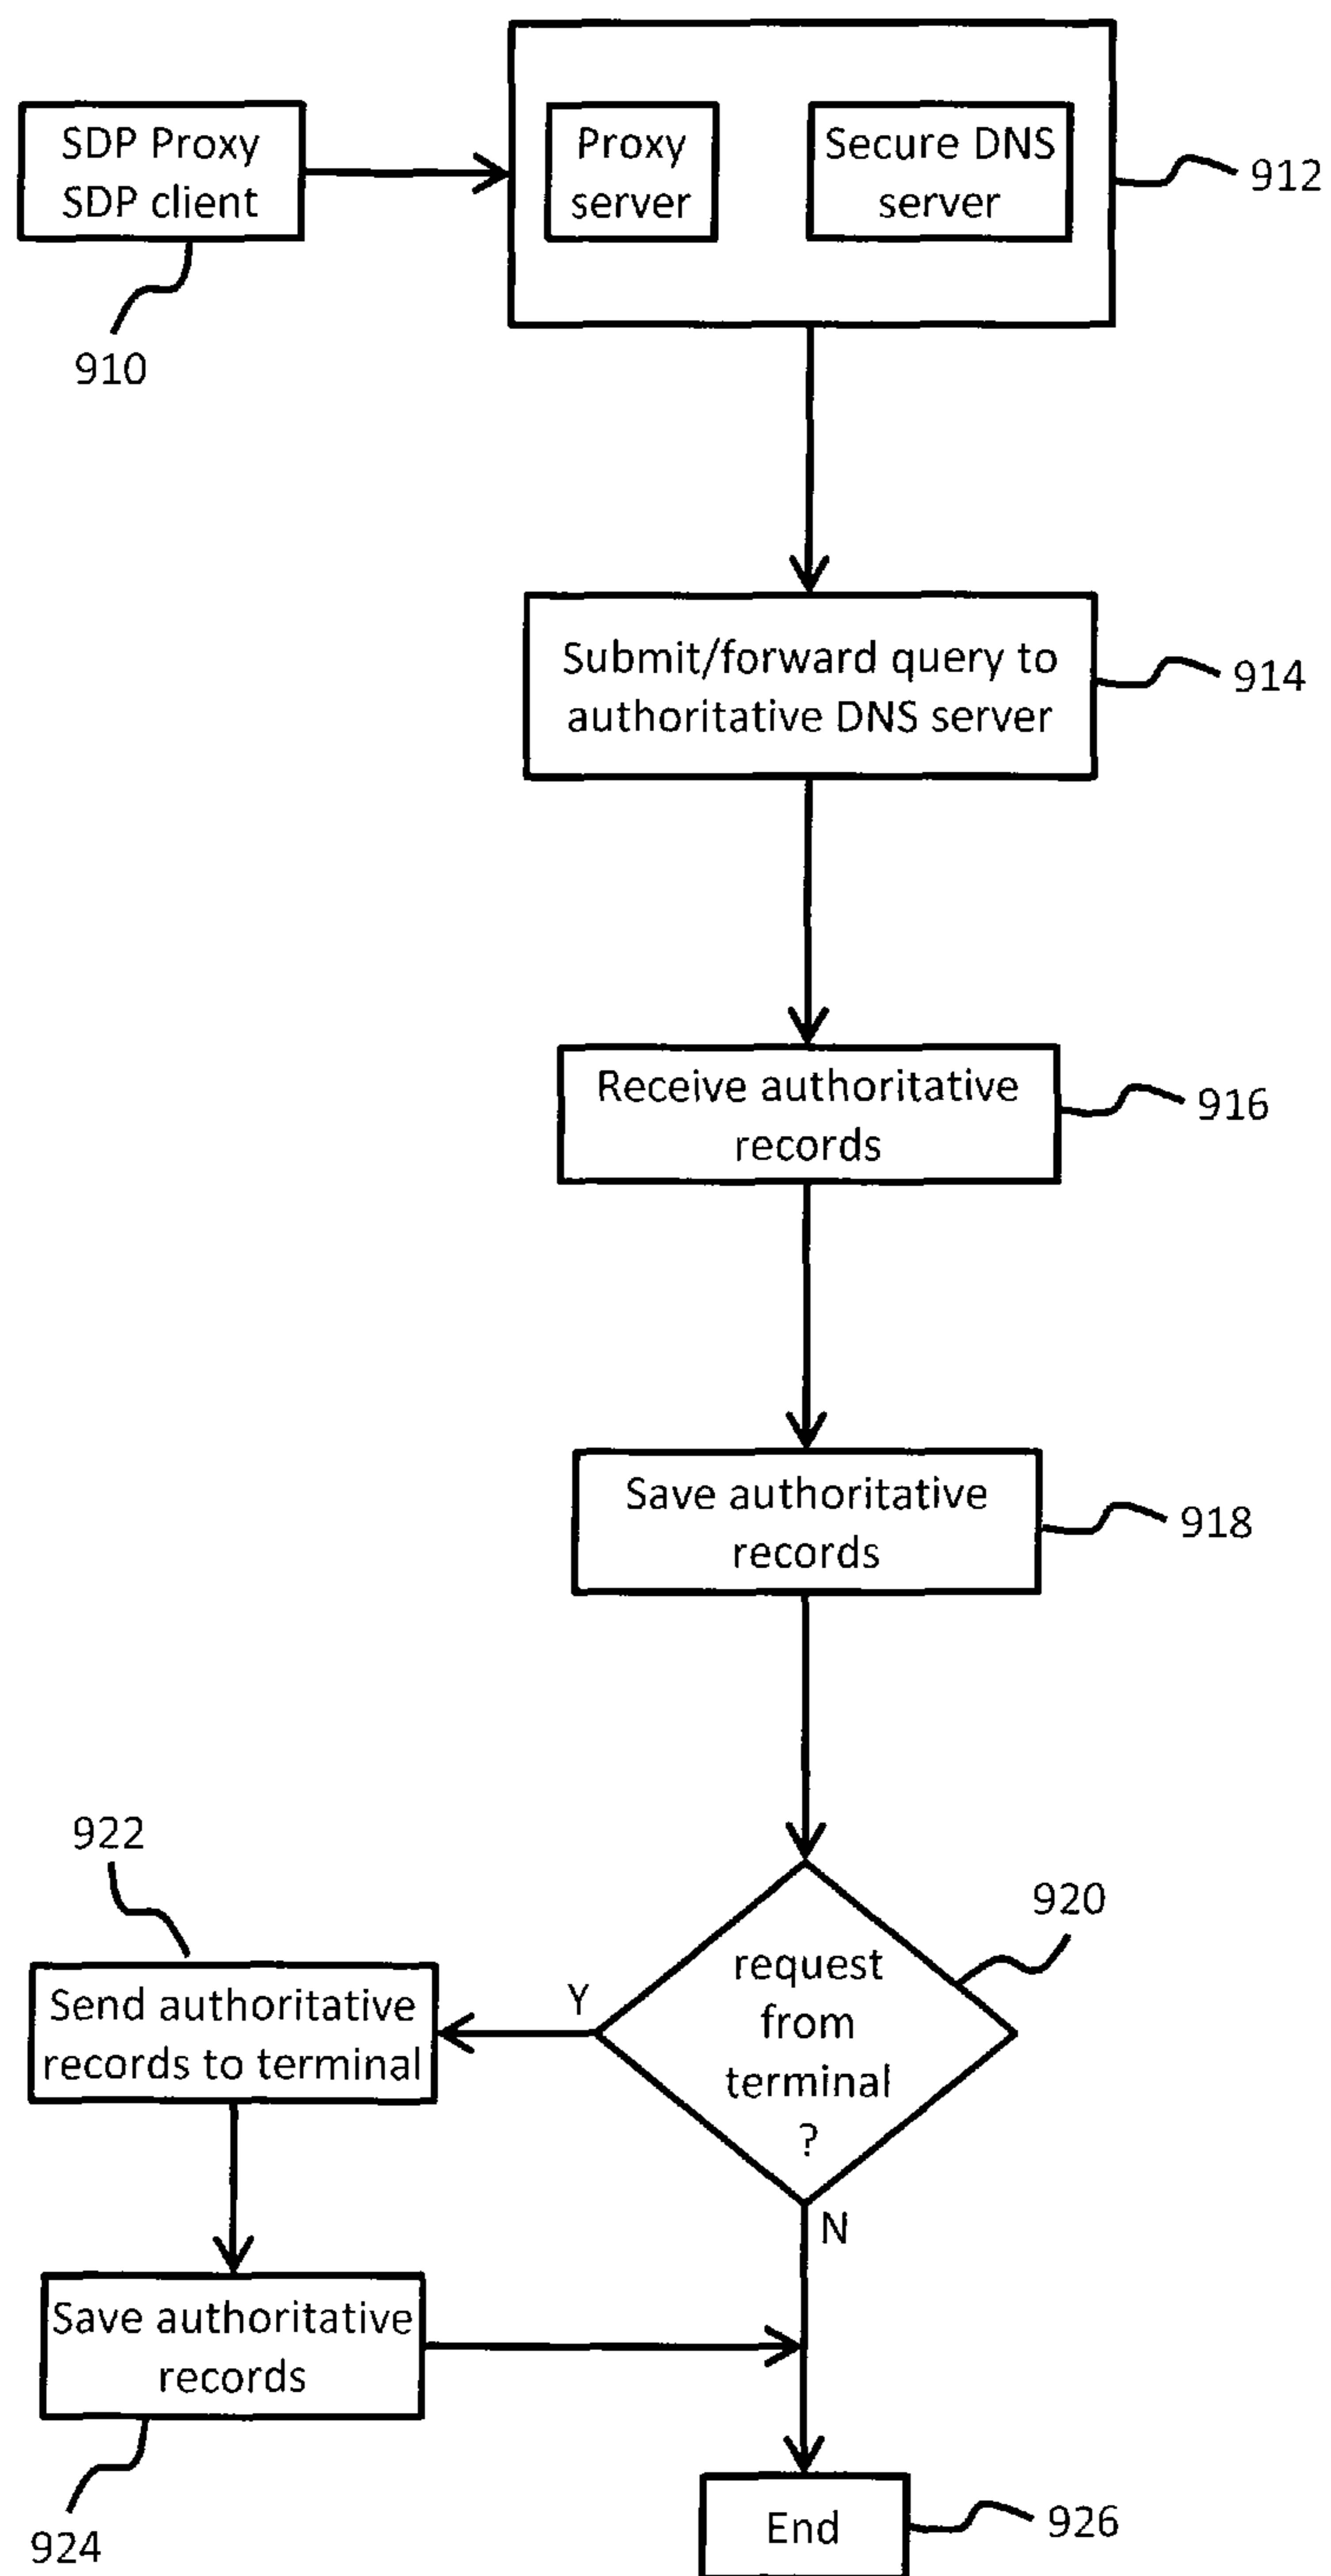 SDP Proxy
SDP client
910
Proxy
server
Secure DNS
server
912
Submit/forward query to
authoritative DNS server
914
Receive authoritative
records
916
Save authoritative
records
918
request
from
terminal
?
920
Y
N
922
Send authoritative
records to terminal
Save authoritative
records
924
End
926